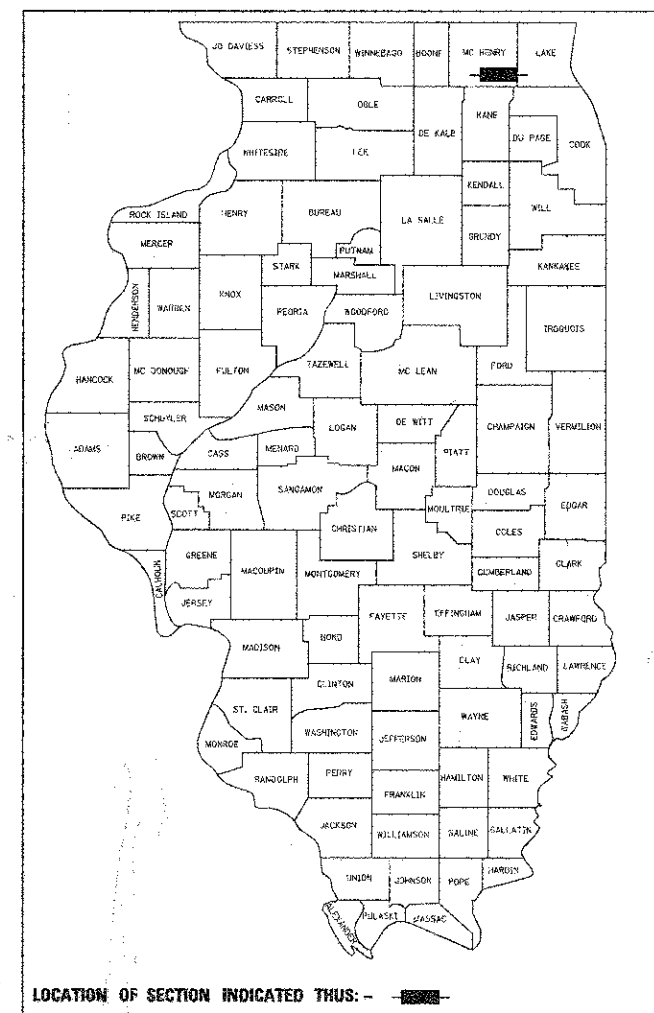 JO DAVIESS STEPHENSON WINNEBAGO BOONE MC HENRY LAKE
CARROLL OGLE DE KALB KANE DU PAGE COOK
WHITESIDE LEE KENDALL WILL
ROCK ISLAND HENRY BUREAU LA SALLE GRUNDY
MERCER PUTNAM KANKAKEE
STARK MARSHALL
HENDERSON WARREN KNOX PEORIA WOODFORD LIVINGSTON IROQUOIS
HANCOCK MC DONOUGH FULTON TAZEWELL MC LEAN FORD
MASON
SCHUYLER LOGAN DE WITT CHAMPAIGN VERMILION
ADAMS BROWN CASS MENARD MACON PIATT
MORGAN SANGAMON DOUGLAS EDGAR
PIKE SCOTT CHRISTIAN MOULTRIE COLES
GREENE SHELBY
CALHOUN MACOUPIN MONTGOMERY CUMBERLAND CLARK
JERSEY FAYETTE EFFINGHAM JASPER CRAWFORD
MADISON BOND
CLAY RICHLAND LAWRENCE
CLINTON MARION
ST. CLAIR WAYNE EDWARDS WABASH
MONROE WASHINGTON JEFFERSON
RANDOLPH PERRY HAMILTON WHITE
FRANKLIN
JACKSON WILLIAMSON SALINE GALLATIN
UNION JOHNSON POPE HARDIN
ALEXANDER PULASKI MASSAC
LOCATION OF SECTION INDICATED THUS: -